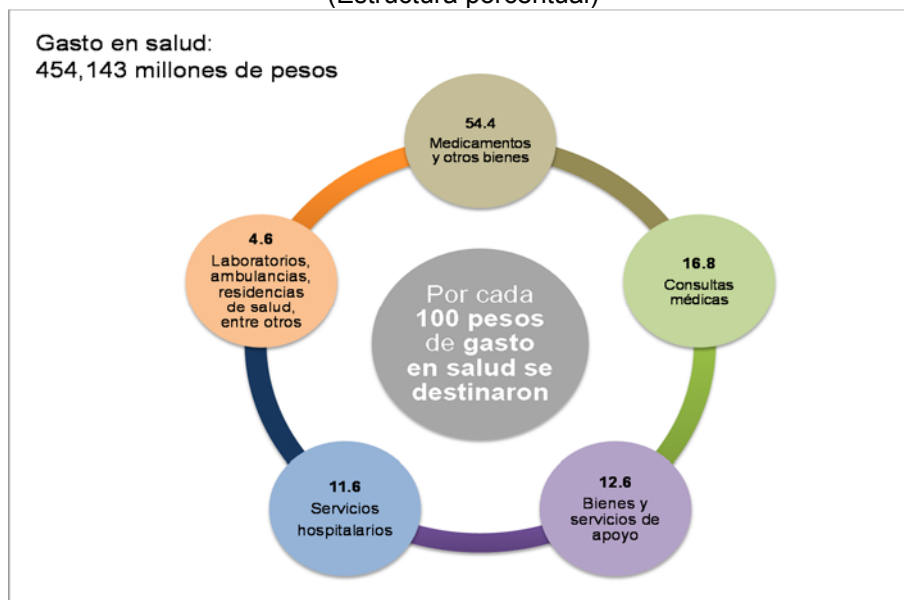 (Estructura porcentual)
Gasto en salud:
454,143 millones de pesos
54.4
Medicamentos
y otros bienes
4.6
Laboratorios,
ambulancias,
residencias
de salud,
entre otros
16.8
Consultas
médicas
Por cada
100 pesos
de gasto
en salud se
destinaron
11.6
Servicios
hospitalarios
12.6
Bienes y
servicios de
apoyo